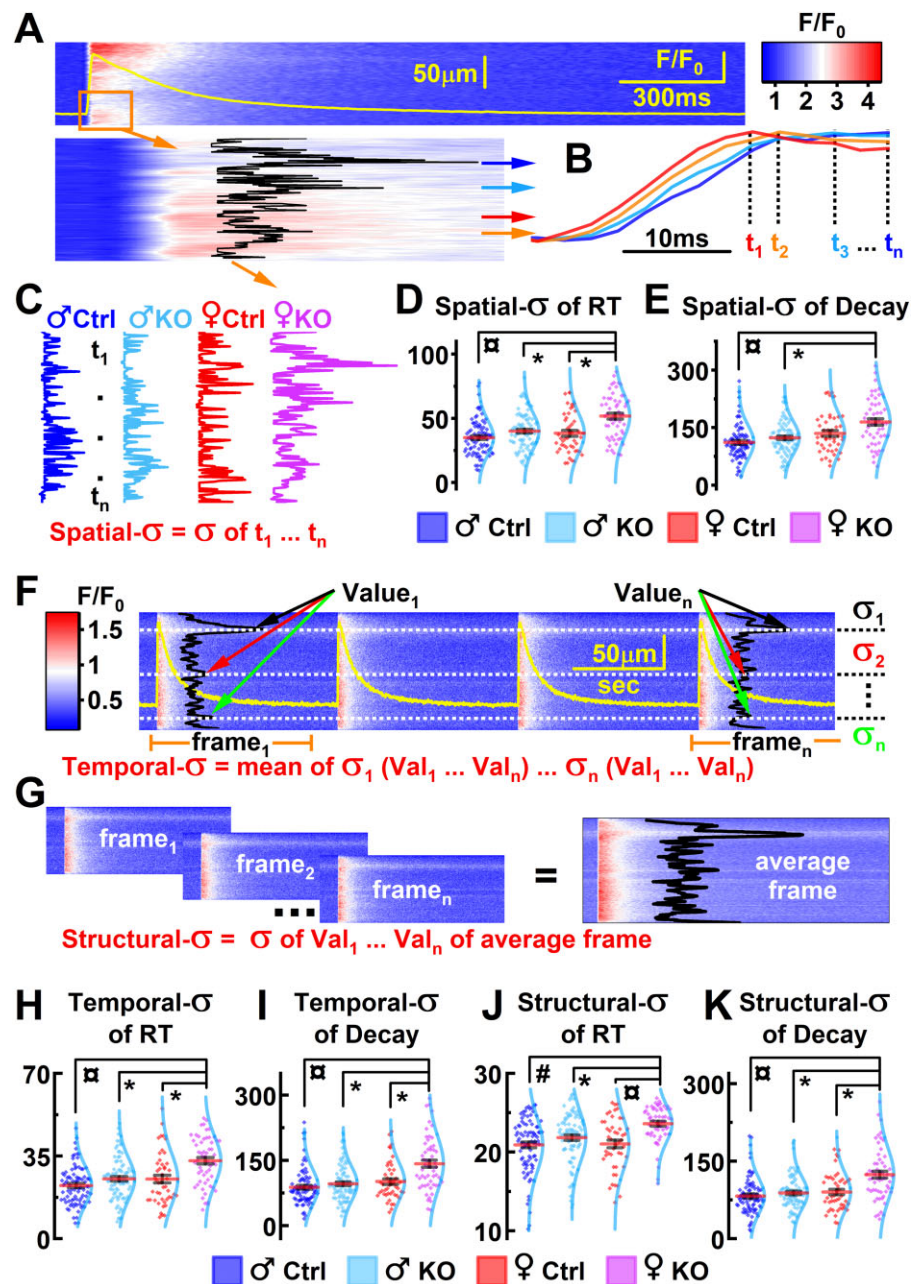 A
50μm
F/F0
300ms
F/F0
1 2 3 4
B
10ms
t1 t2 t3 ... tn
C
♂Ctrl ♂KO ♀Ctrl ♀KO
t1
.
.
.
tn
Spatial-σ = σ of t1 ... tn
D Spatial-σ of RT
100
50
0
¤ * *
E Spatial-σ of Decay
300
150
0
¤ *
♂ Ctrl ♂ KO ♀ Ctrl ♀ KO
F
F/F0
1.5
1
0.5
Value1 Valuen
50μm
sec
σ1
σ2
⋮
σn
frame1 framen
Temporal-σ = mean of σ1 (Val1 ... Valn) ... σn (Val1 ... Valn)
G
frame1
frame2
framen
...
=
average
frame
Structural-σ = σ of Val1 ... Valn of average frame
H Temporal-σ
of RT
70
35
0
¤ * *
I Temporal-σ
of Decay
300
150
0
¤ * *
J Structural-σ
of RT
30
20
10
# * ¤
K Structural-σ
of Decay
300
150
0
¤ * *
♂ Ctrl ♂ KO ♀ Ctrl ♀ KO